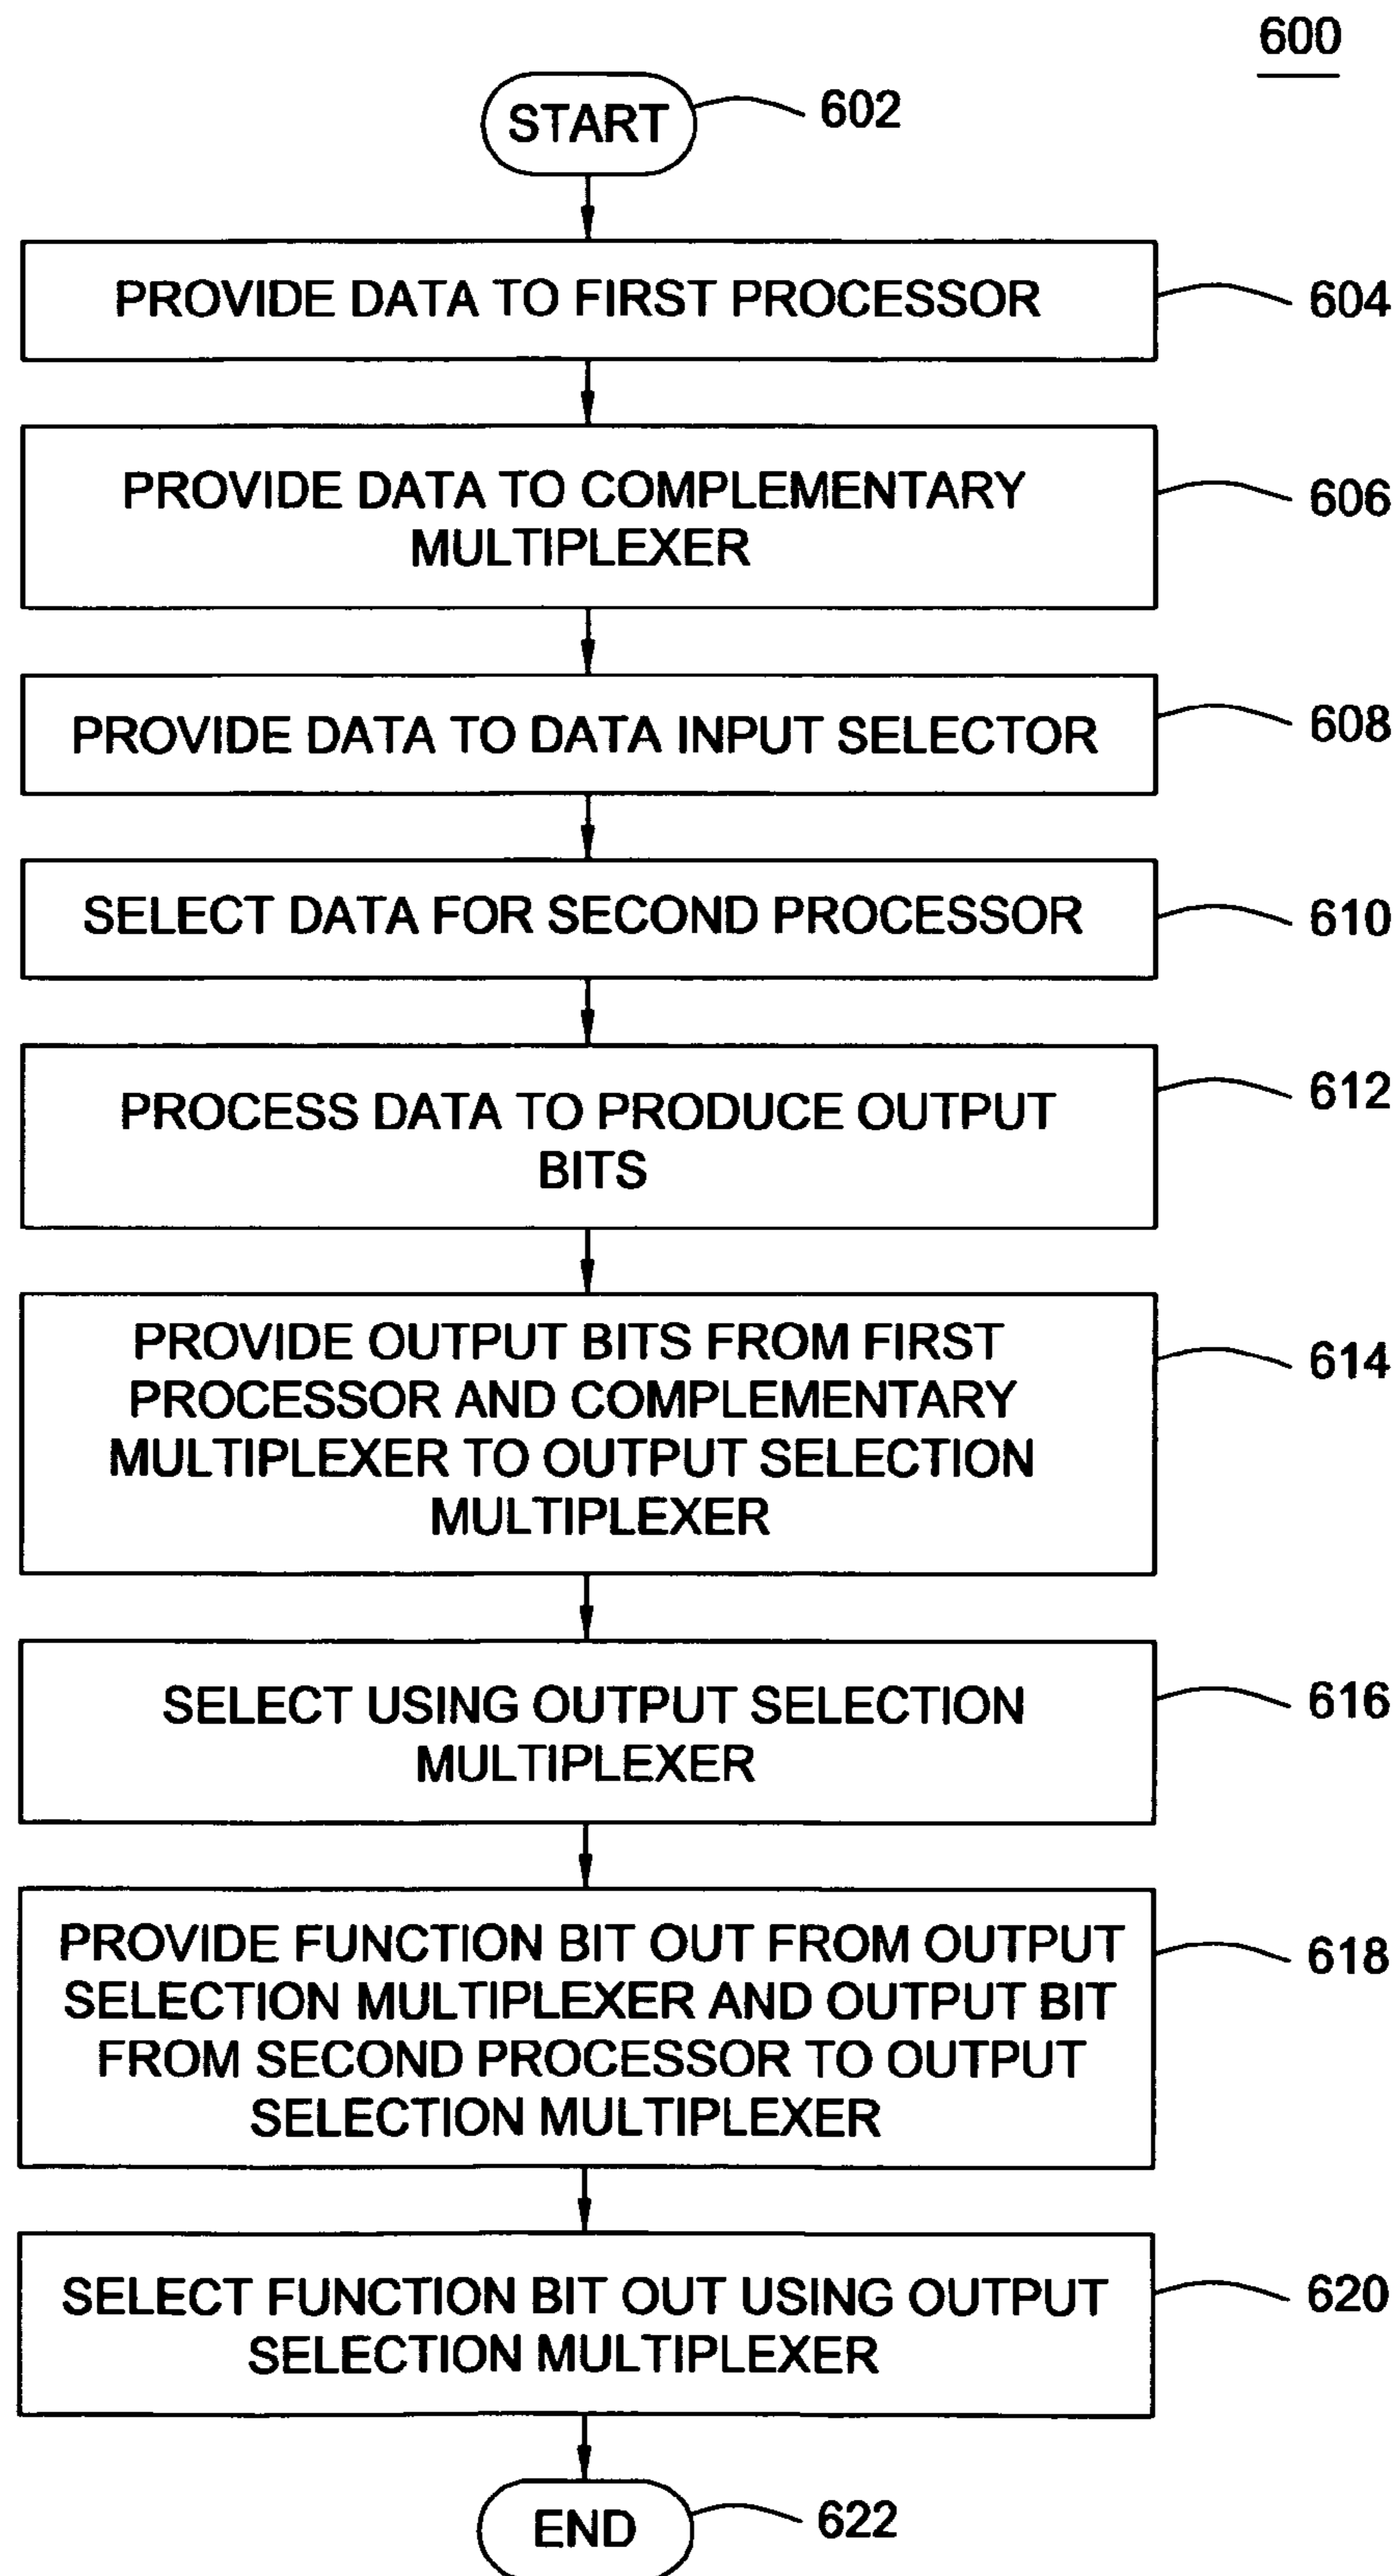 600
START
602
PROVIDE DATA TO FIRST PROCESSOR
604
PROVIDE DATA TO COMPLEMENTARY
MULTIPLEXER
606
PROVIDE DATA TO DATA INPUT SELECTOR
608
SELECT DATA FOR SECOND PROCESSOR
610
PROCESS DATA TO PRODUCE OUTPUT
BITS
612
PROVIDE OUTPUT BITS FROM FIRST
PROCESSOR AND COMPLEMENTARY
MULTIPLEXER TO OUTPUT SELECTION
MULTIPLEXER
614
SELECT USING OUTPUT SELECTION
MULTIPLEXER
616
PROVIDE FUNCTION BIT OUT FROM OUTPUT
SELECTION MULTIPLEXER AND OUTPUT BIT
FROM SECOND PROCESSOR TO OUTPUT
SELECTION MULTIPLEXER
618
SELECT FUNCTION BIT OUT USING OUTPUT
SELECTION MULTIPLEXER
620
END
622